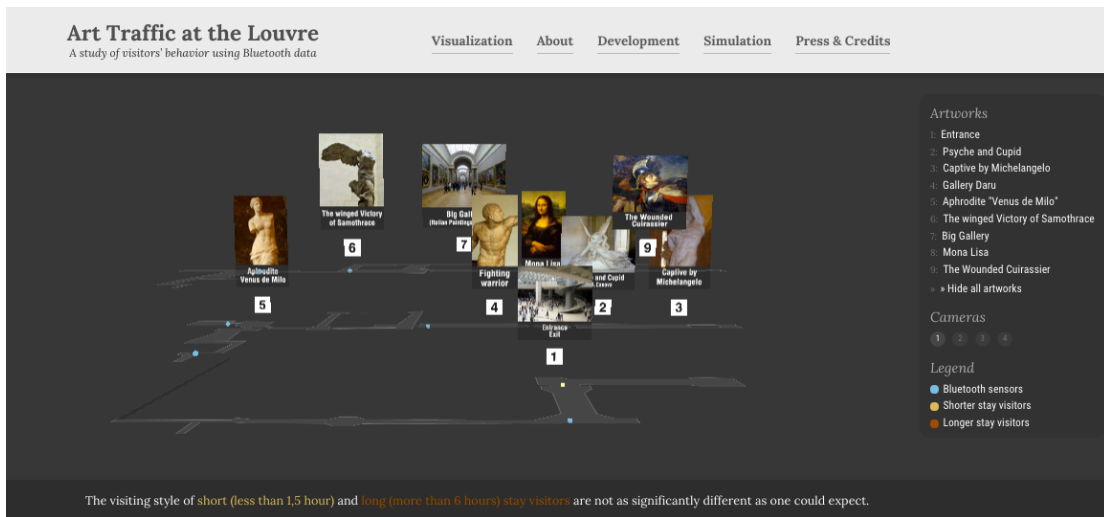 Art Traffic at the Louvre
A study of visitors' behavior using Bluetooth data
Visualization About Development Simulation Press & Credits
The winged Victory
of Samothrace
6
Big Gall
(Italian Paintings
7
Aphrodite
Venus de Milo
5
Fighting
warrior
4
Mona Lisa
The Wounded
Cuirassier
9
and Cupid
2
Captive by
Michelangelo
3
Entrance
Exit
1
Artworks
1: Entrance
2: Psyche and Cupid
3: Captive by Michelangelo
4: Gallery Daru
5: Aphrodite "Venus de Milo"
6: The winged Victory of Samothrace
7: Big Gallery
8: Mona Lisa
9: The Wounded Cuirassier
» » Hide all artworks
Cameras
1 2 3 4
Legend
Bluetooth sensors
Shorter stay visitors
Longer stay visitors
The visiting style of short (less than 1,5 hour) and long (more than 6 hours) stay visitors are not as significantly different as one could expect.